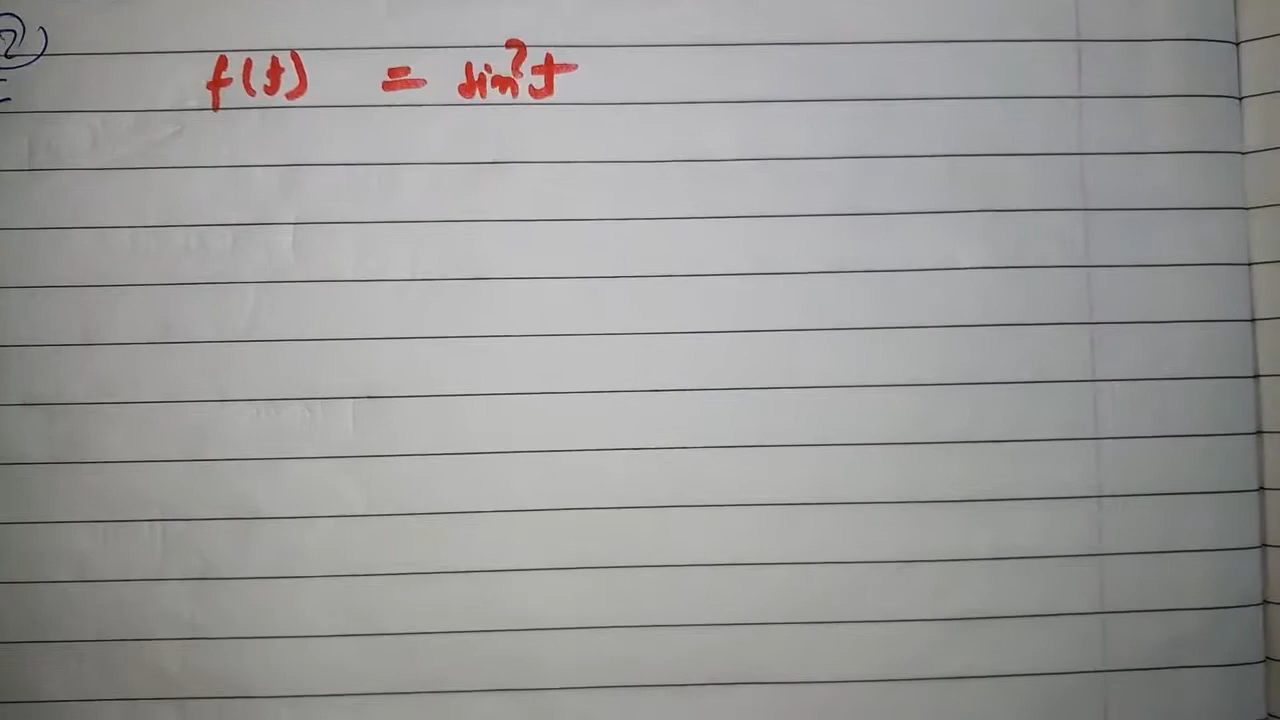 2)
f(t) = sin²t